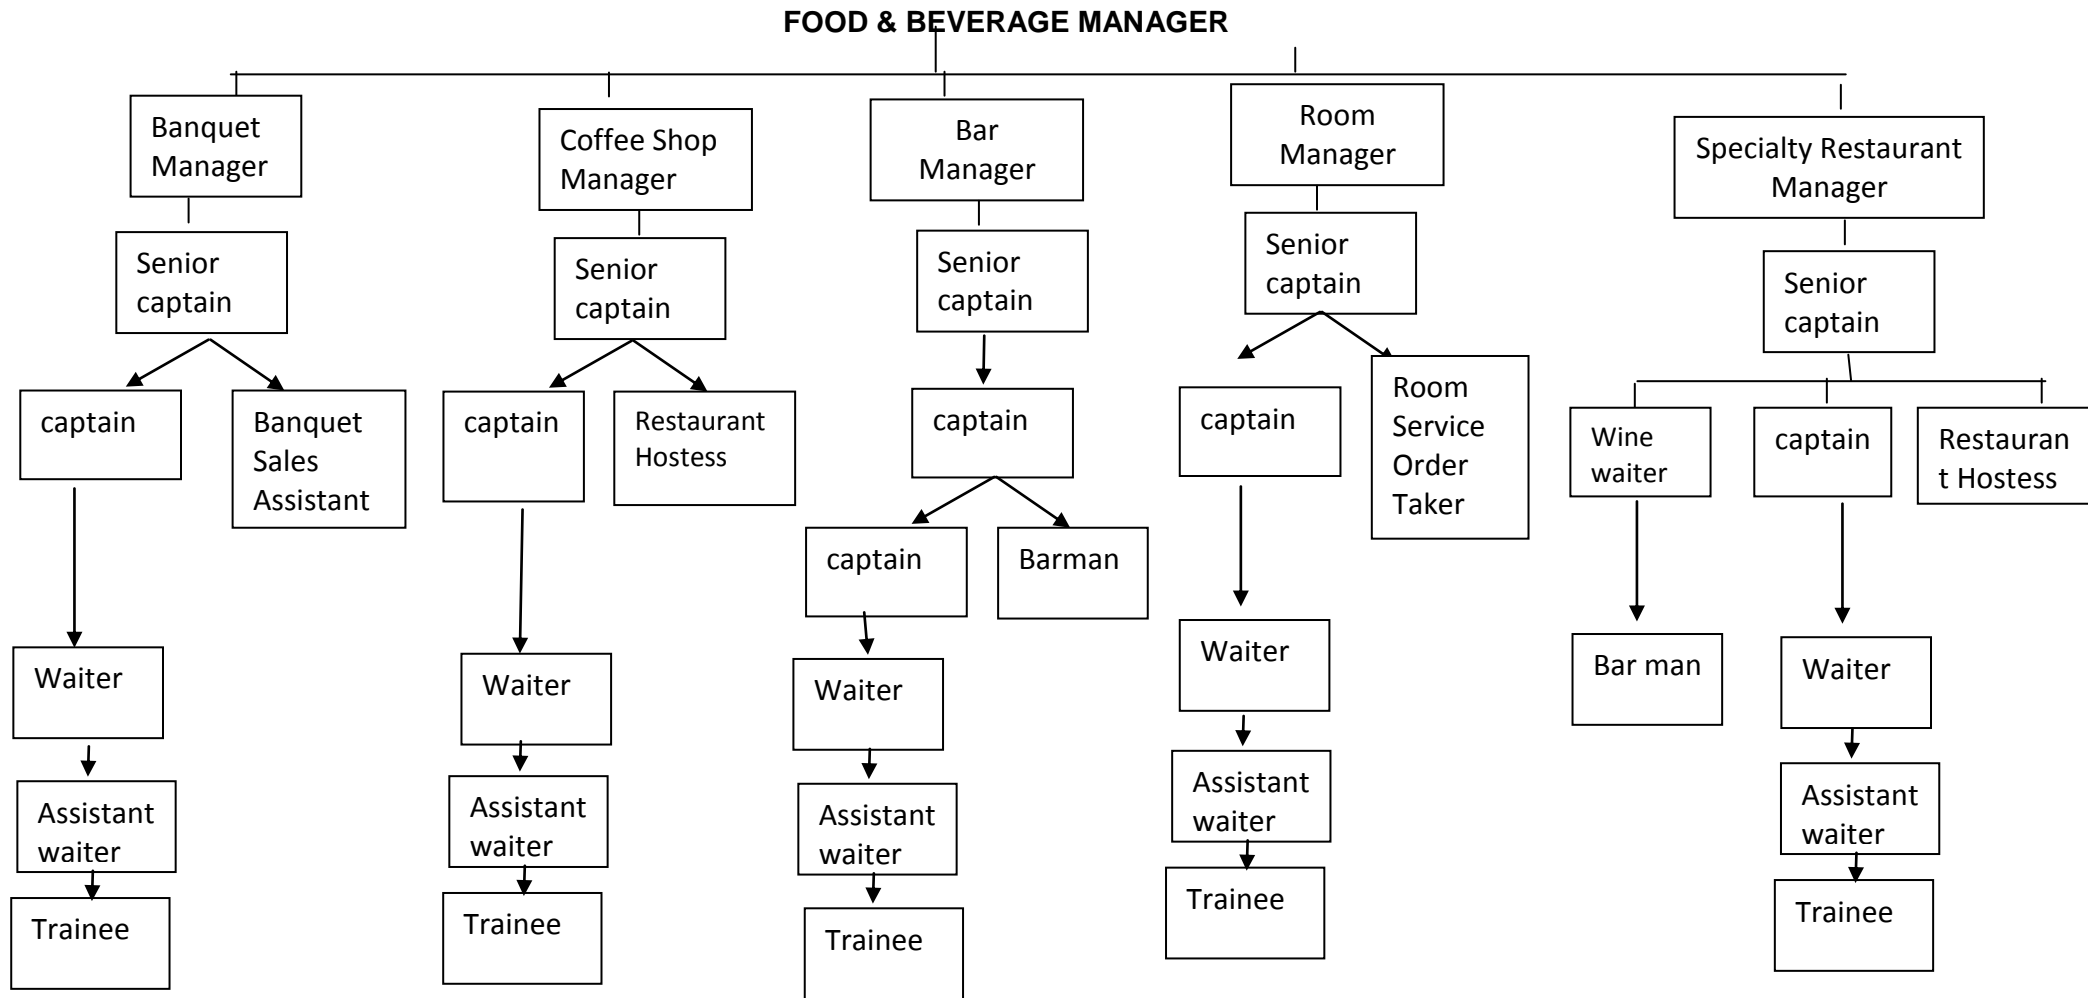 FOOD & BEVERAGE MANAGER
Banquet
Manager
Coffee Shop
Manager
Bar
Manager
Room
Manager
Specialty Restaurant
Manager
Senior
captain
Senior
captain
Senior
captain
Senior
captain
Senior
captain
captain
Banquet
Sales
Assistant
captain
Restaurant
Hostess
captain
captain
Room
Service
Order
Taker
Wine
waiter
captain
Restauran
t Hostess
captain
Barman
Waiter
Waiter
Waiter
Waiter
Bar man
Waiter
Assistant
waiter
Assistant
waiter
Assistant
waiter
Assistant
waiter
Assistant
waiter
Trainee
Trainee
Trainee
Trainee
Trainee